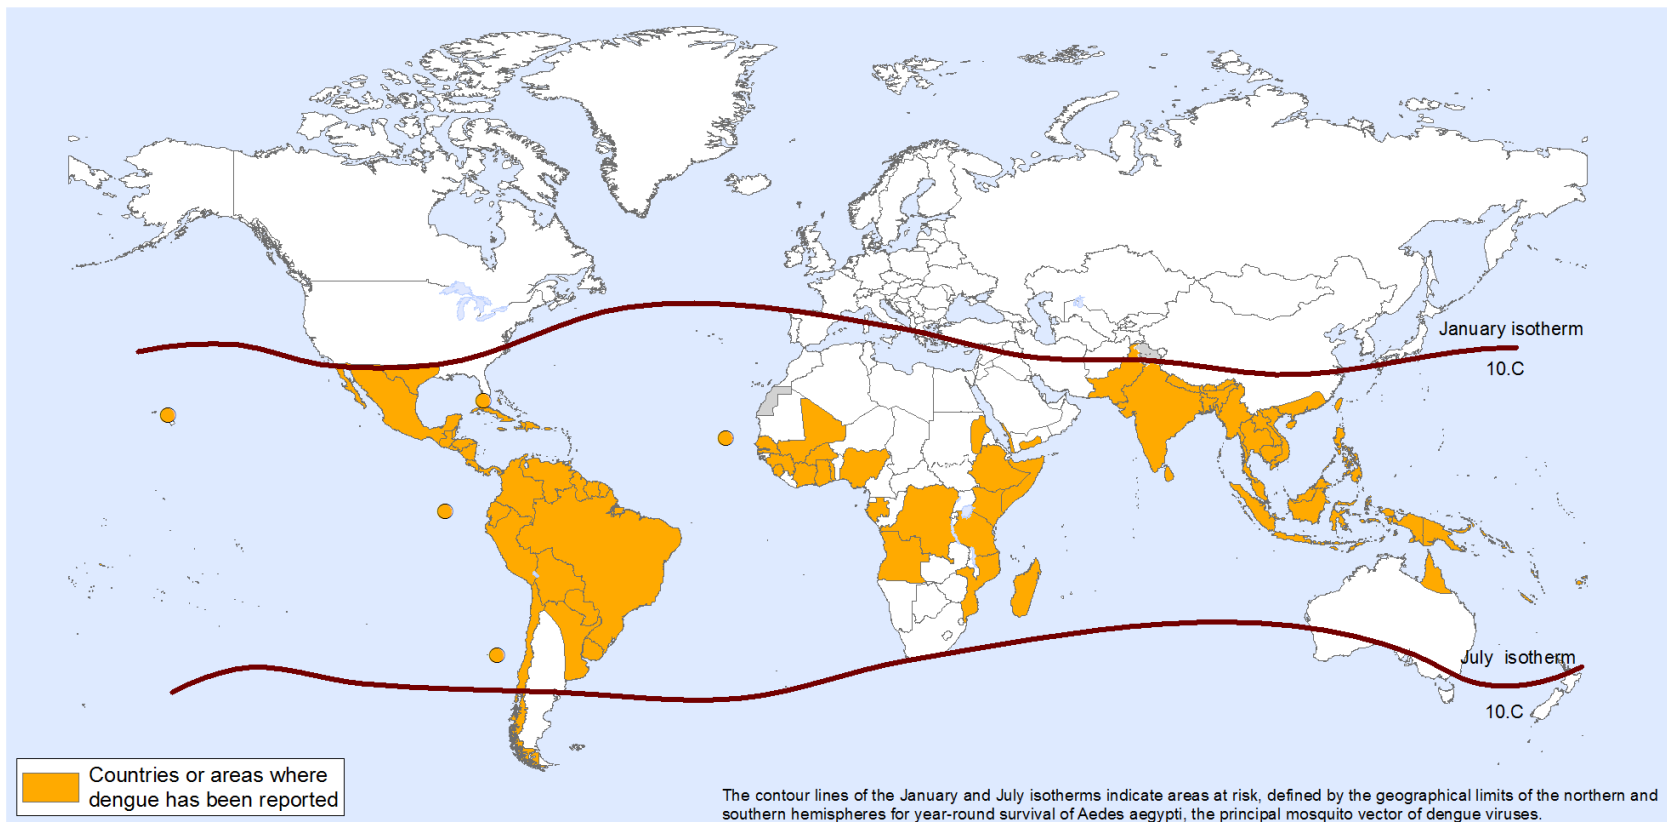 January isotherm
10.C
July isotherm
10.C
Countries or areas where
dengue has been reported
The contour lines of the January and July isotherms indicate areas at risk, defined by the geographical limits of the northern and
southern hemispheres for year-round survival of Aedes aegypti, the principal mosquito vector of dengue viruses.